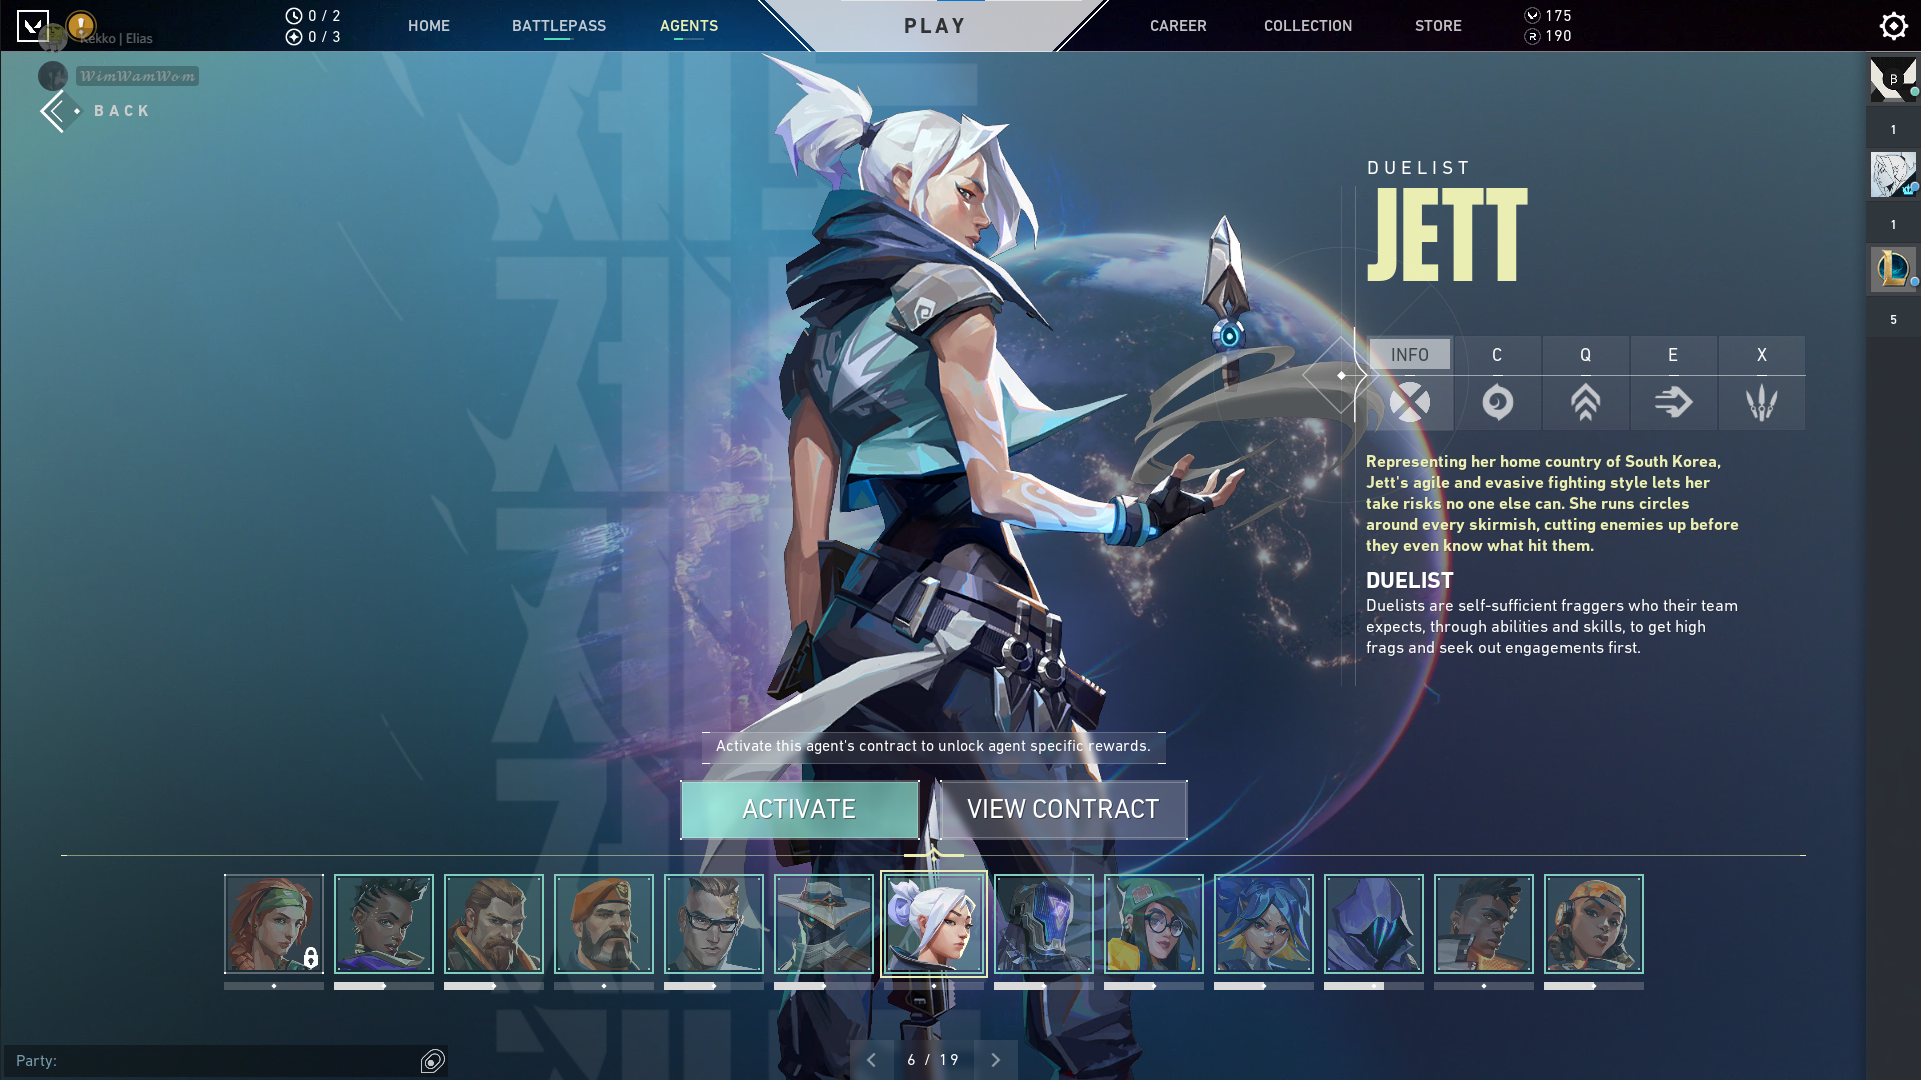 0 / 2
0 / 3
HOME
BATTLEPASS
AGENTS
PLAY
CAREER
COLLECTION
STORE
175
190
Kekko | Elias
WimWamWom
BACK
B
1
1
5
DUELIST
JETT
INFO
C
Q
E
X
Representing her home country of South Korea,
Jett's agile and evasive fighting style lets her
take risks no one else can. She runs circles
around every skirmish, cutting enemies up before
they even know what hit them.
DUELIST
Duelists are self-sufficient fraggers who their team
expects, through abilities and skills, to get high
frags and seek out engagements first.
Activate this agent's contract to unlock agent specific rewards.
ACTIVATE
VIEW CONTRACT
Party:
6 / 19